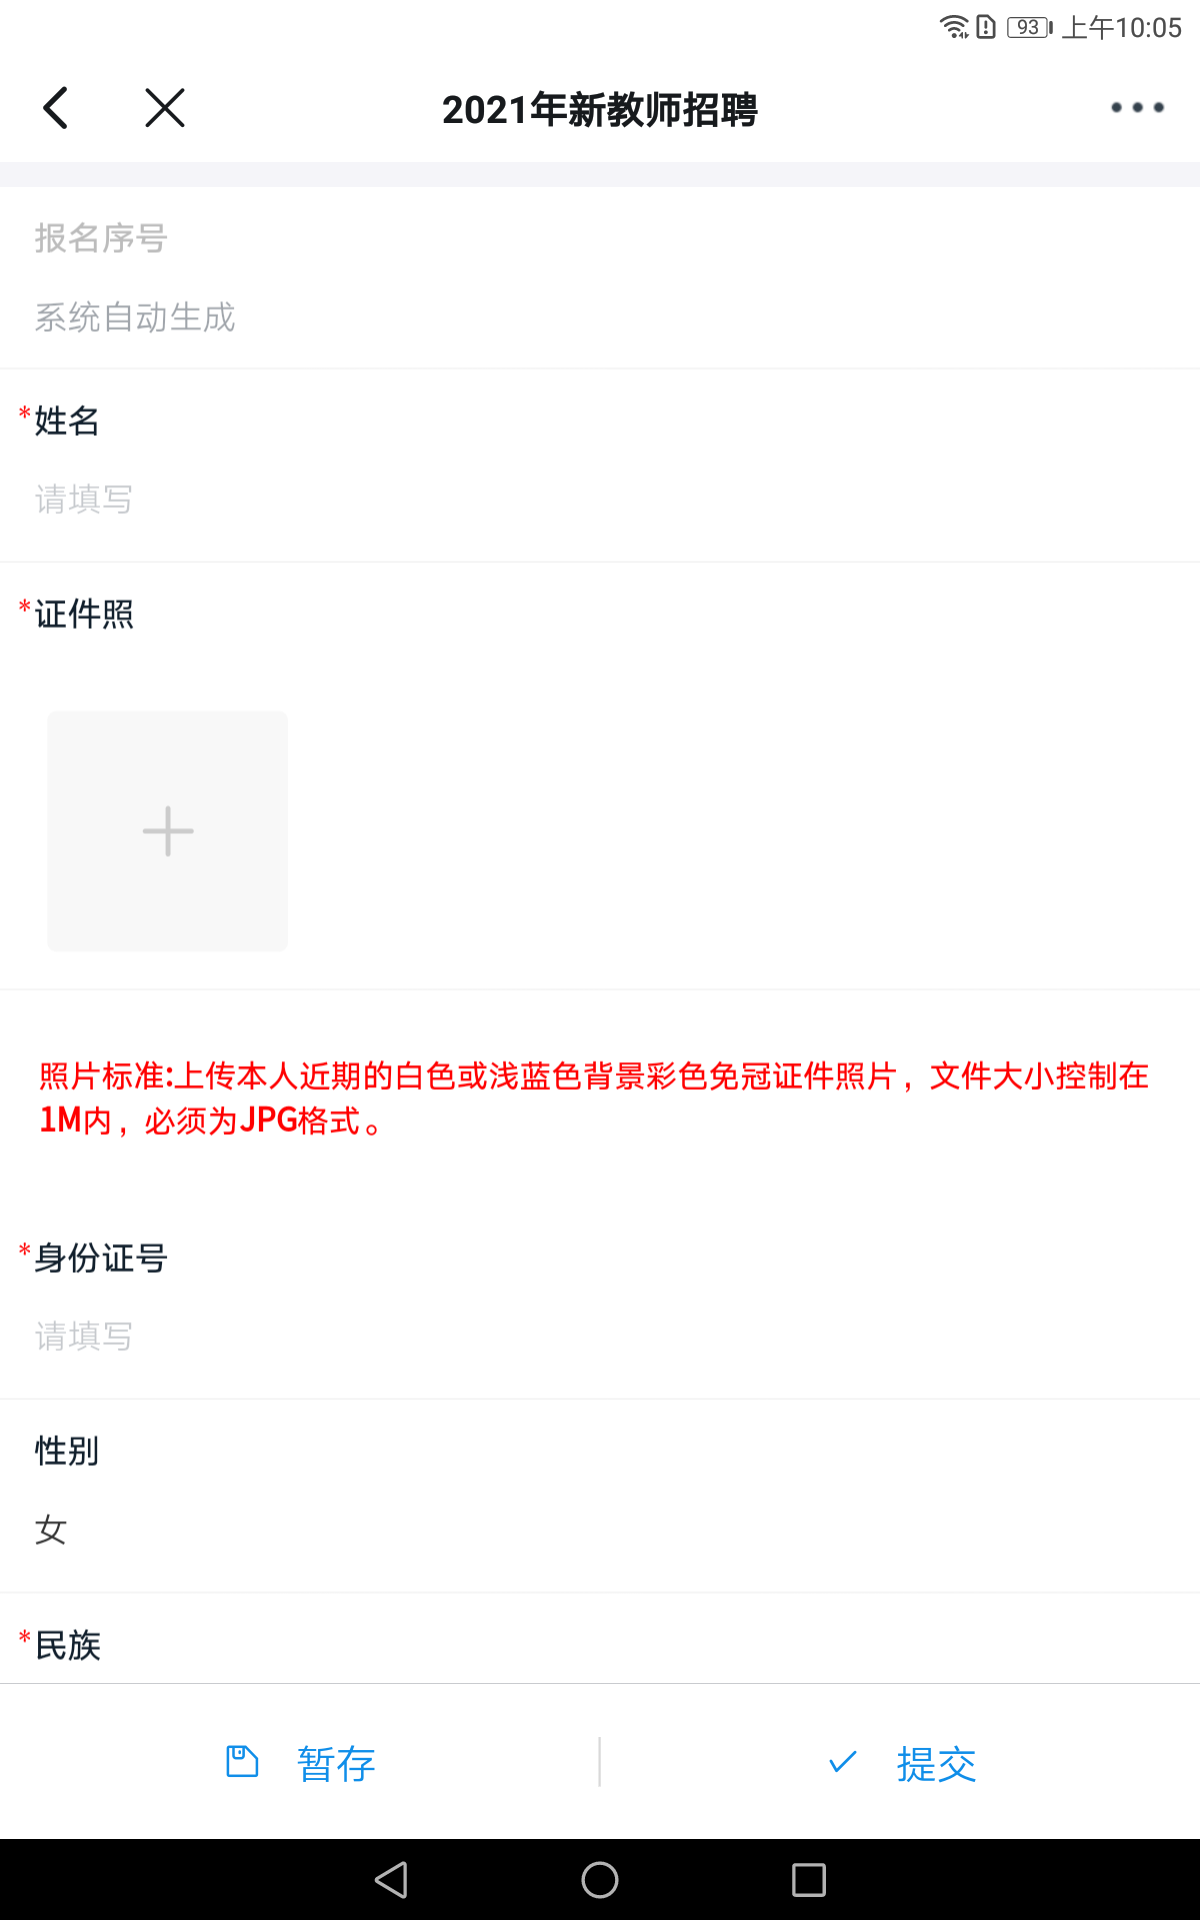 93 上午10:05
2021年新教师招聘
报名序号
系统自动生成
*姓名
请填写
*证件照
照片标准:上传本人近期的白色或浅蓝色背景彩色免冠证件照片，文件大小控制在
1M内，必须为JPG格式。
*身份证号
请填写
性别
女
*民族
暂存
提交